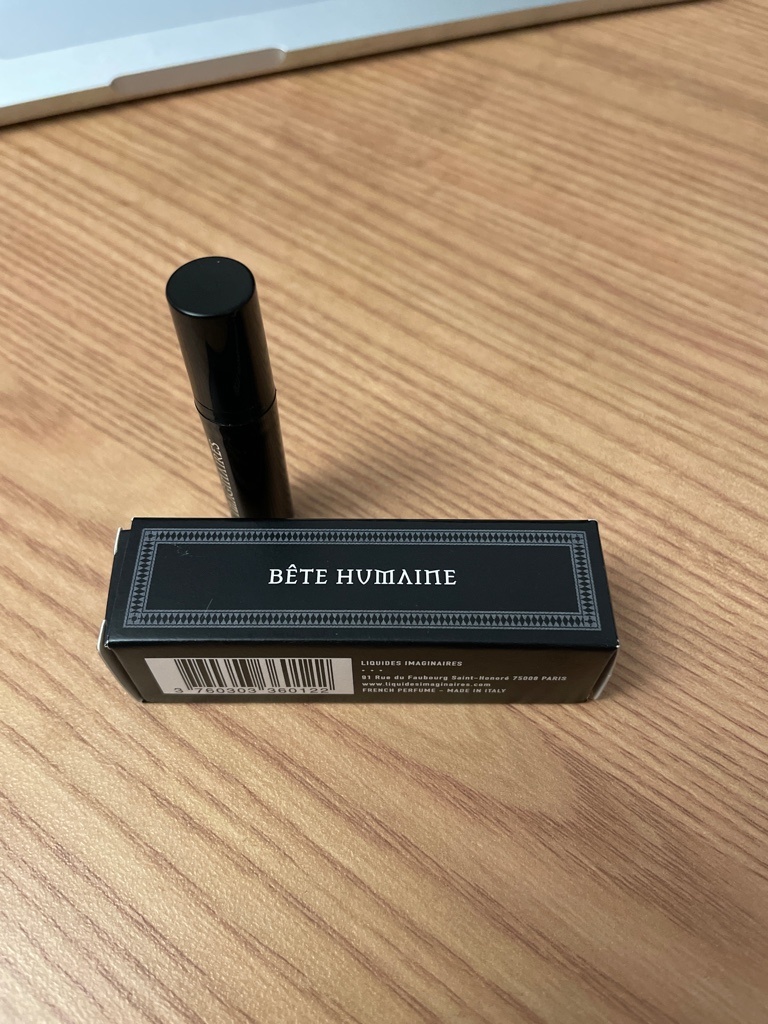 BÊTE HUMAINE
3 760303 360122
LIQUIDES IMAGINAIRES
- - -
91 Rue du Faubourg Saint-Honoré 75008 PARIS
www.liquidesimaginaires.com
FRENCH PERFUME - MADE IN ITALY